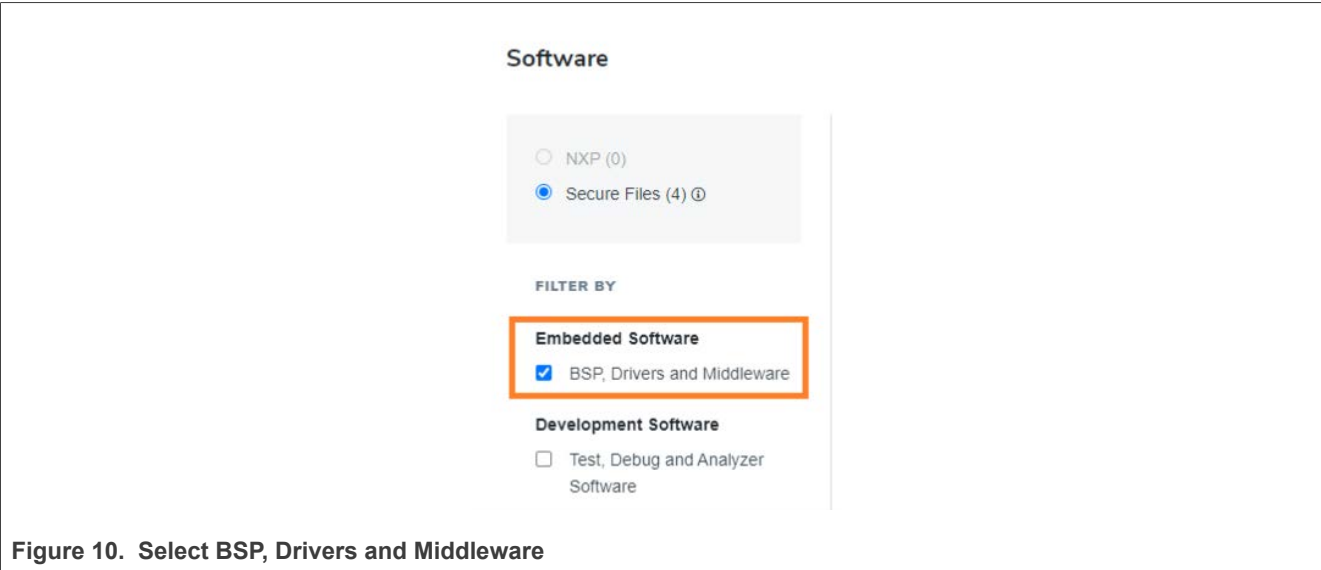 Software
NXP (0)
Secure Files (4) ⓘ
FILTER BY
Embedded Software
BSP, Drivers and Middleware
Development Software
Test, Debug and Analyzer
Software
Figure 10. Select BSP, Drivers and Middleware